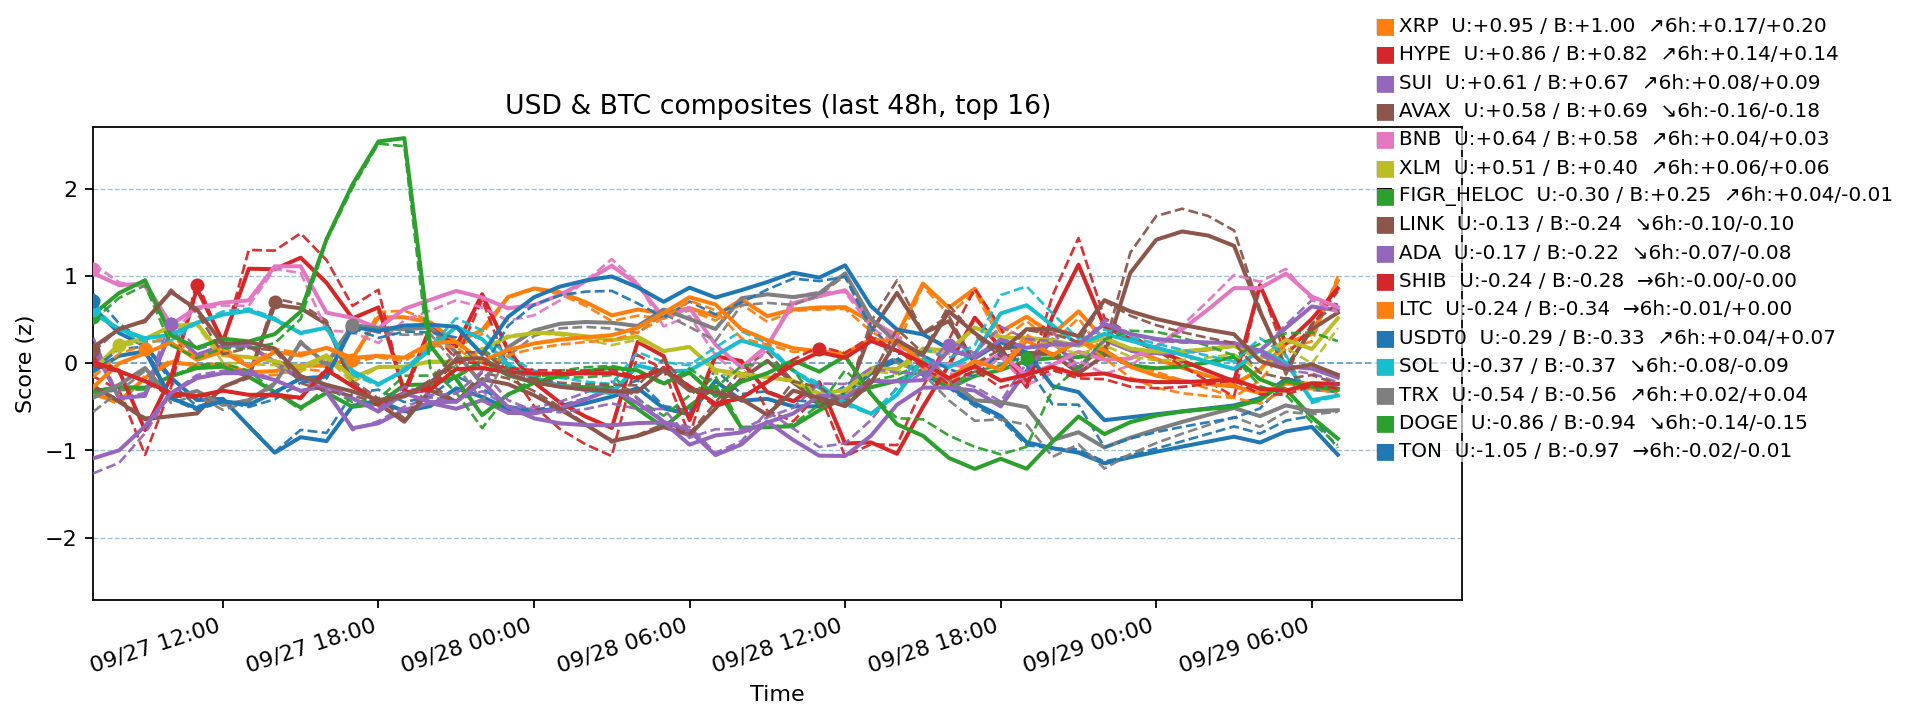 XRP  U:+0.95 / B:+1.00  ↗6h:+0.17/+0.20
HYPE  U:+0.86 / B:+0.82  ↗6h:+0.14/+0.14
SUI  U:+0.61 / B:+0.67  ↗6h:+0.08/+0.09
USD & BTC composites (last 48h, top 16)
AVAX  U:+0.58 / B:+0.69  ↘6h:-0.16/-0.18
BNB  U:+0.64 / B:+0.58  ↗6h:+0.04/+0.03
XLM  U:+0.51 / B:+0.40  ↗6h:+0.06/+0.06
FIGR_HELOC  U:-0.30 / B:+0.25  ↗6h:+0.04/-0.01
LINK  U:-0.13 / B:-0.24  ↘6h:-0.10/-0.10
ADA  U:-0.17 / B:-0.22  ↘6h:-0.07/-0.08
SHIB  U:-0.24 / B:-0.28  →6h:-0.00/-0.00
LTC  U:-0.24 / B:-0.34  →6h:-0.01/+0.00
USDT0  U:-0.29 / B:-0.33  ↗6h:+0.04/+0.07
SOL  U:-0.37 / B:-0.37  ↘6h:-0.08/-0.09
TRX  U:-0.54 / B:-0.56  ↗6h:+0.02/+0.04
DOGE  U:-0.86 / B:-0.94  ↘6h:-0.14/-0.15
TON  U:-1.05 / B:-0.97  →6h:-0.02/-0.01
Score (z)
2
1
0
−1
−2
09/27 12:00
09/27 18:00
09/28 00:00
09/28 06:00
09/28 12:00
09/28 18:00
09/29 00:00
09/29 06:00
Time